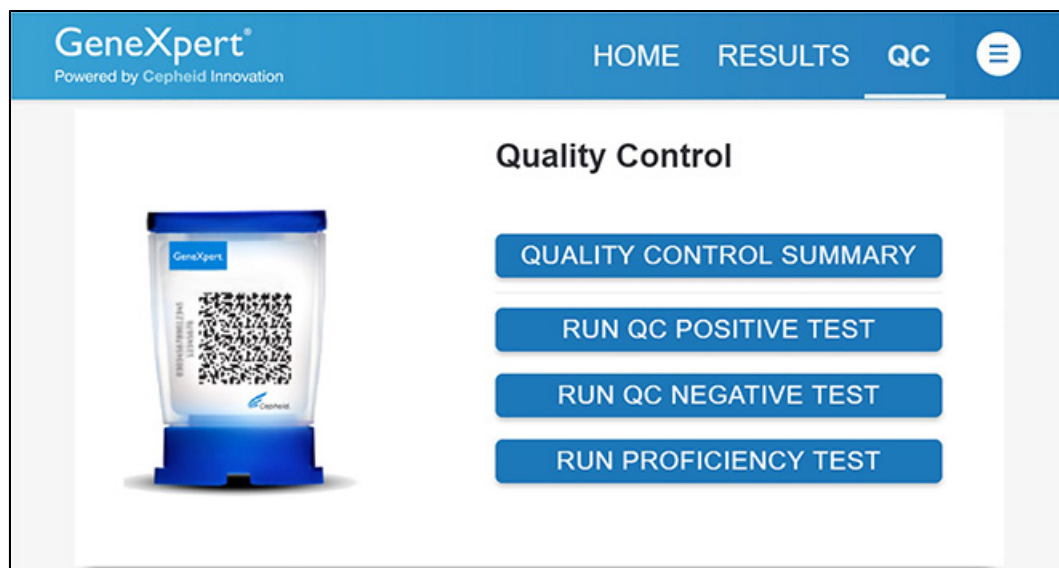 GeneXpert®
Powered by Cepheid Innovation
HOME RESULTS QC
Quality Control
GeneXpert
Cepheid.
QUALITY CONTROL SUMMARY
RUN QC POSITIVE TEST
RUN QC NEGATIVE TEST
RUN PROFICIENCY TEST